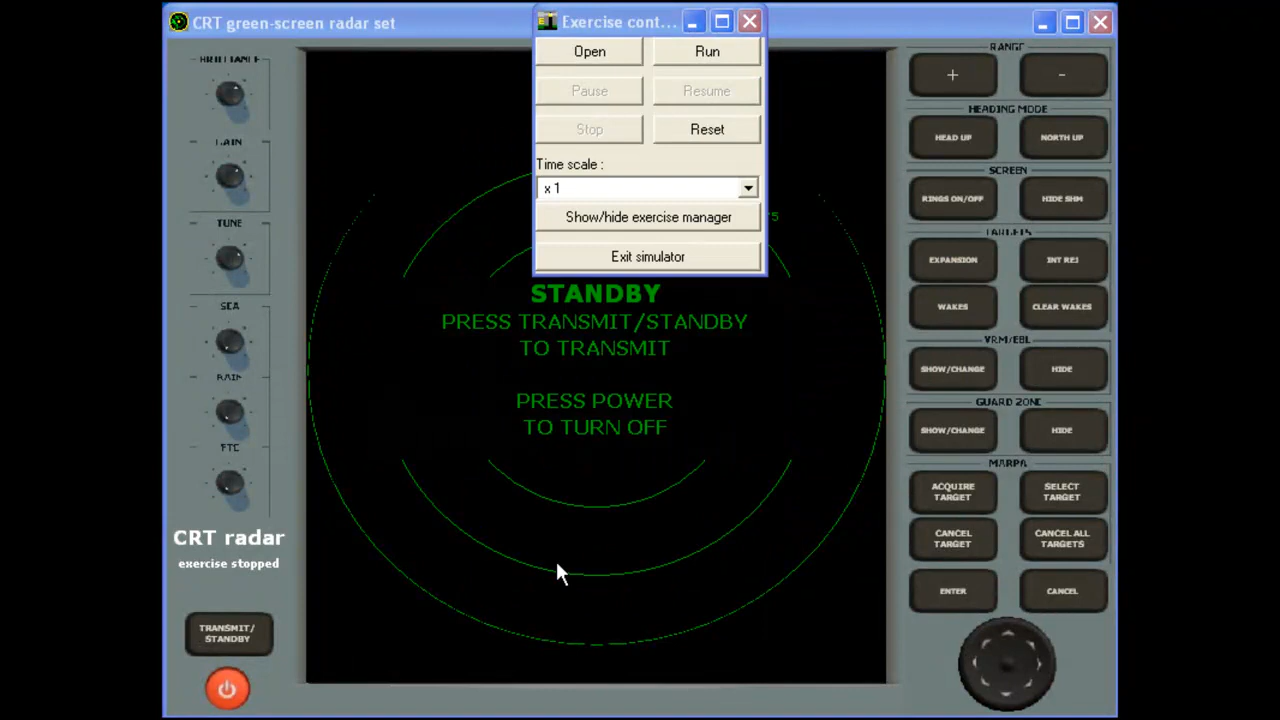 CRT green-screen radar set
Exercise cont...
Open
Run
Pause
Resume
Stop
Reset
Time scale :
x 1
Show/hide exercise manager
Exit simulator
BRILLIANCE
GAIN
TUNE
SEA
RAIN
FTC
CRT radar
exercise stopped
TRANSMIT/
STANDBY
STANDBY
PRESS TRANSMIT/STANDBY
TO TRANSMIT
PRESS POWER
TO TURN OFF
RANGE
+
-
HEADING MODE
HEAD UP
NORTH UP
SCREEN
RINGS ON/OFF
HIDE SHM
TARGETS
EXPANSION
INT REJ
WAKES
CLEAR WAKES
VRM/EBL
SHOW/CHANGE
HIDE
GUARD ZONE
SHOW/CHANGE
HIDE
MARPA
ACQUIRE
TARGET
SELECT
TARGET
CANCEL
TARGET
CANCEL ALL
TARGETS
ENTER
CANCEL